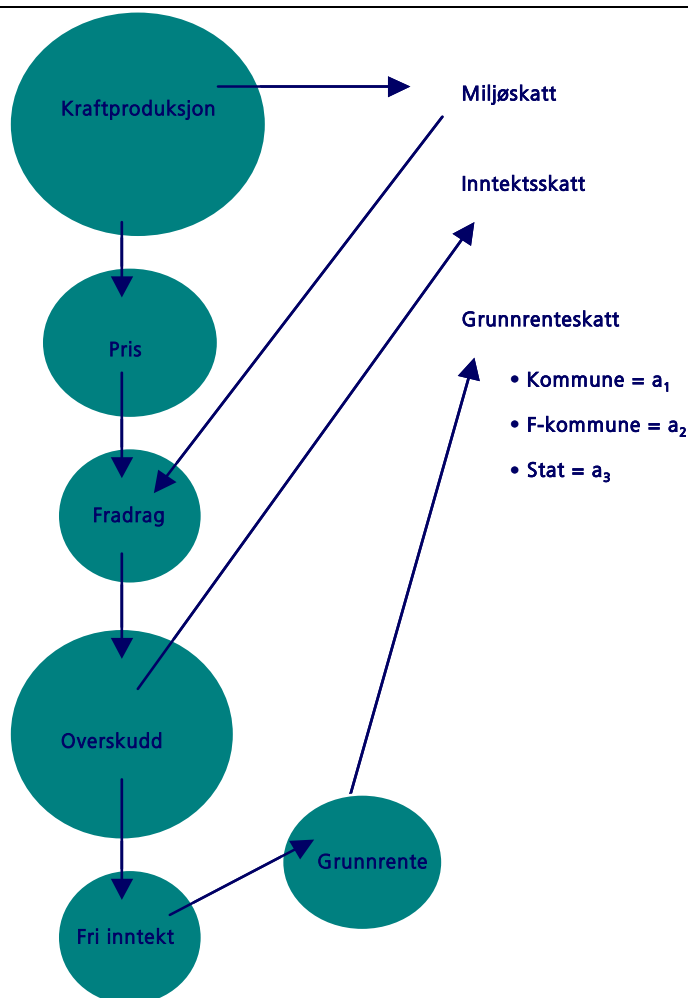 Kraftproduksjon
Miljøskatt
Inntektsskatt
Grunnrenteskatt
Pris
• Kommune = a₁
• F-kommune = a₂
• Stat = a₃
Fradrag
Overskudd
Grunnrente
Fri inntekt